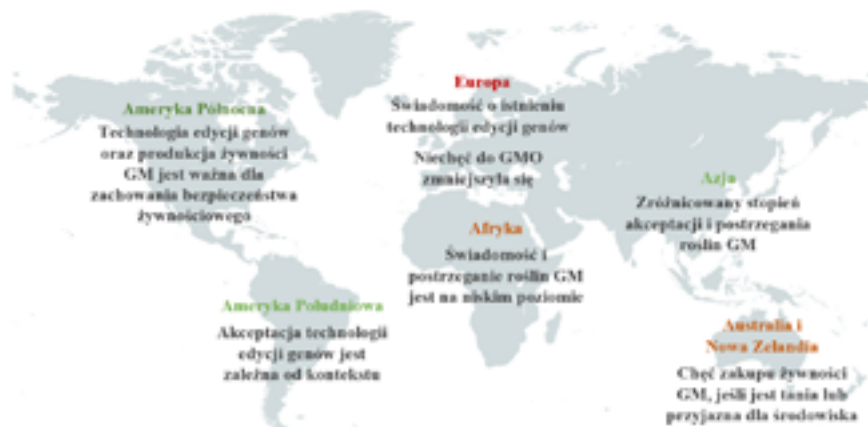 Ameryka Północna
Technologia edycji genów
oraz produkcja żywności
GM jest ważna dla
zachowania bezpieczeństwa
żywnościowego
Europa
Świadomość o istnieniu
technologii edycji genów
Niechęć do GMO
zmniejszyła się
Azja
Zróżnicowany stopień
akceptacji i postrzegania
roślin GM
Afryka
Świadomość i
postrzeganie roślin GM
jest na niskim poziomie
Ameryka Południowa
Akceptacja technologii
edycji genów jest
zależna od kontekstu
Australia i
Nowa Zelandia
Chęć zakupu żywności
GM, jeśli jest tania lub
przyjazna dla środowiska